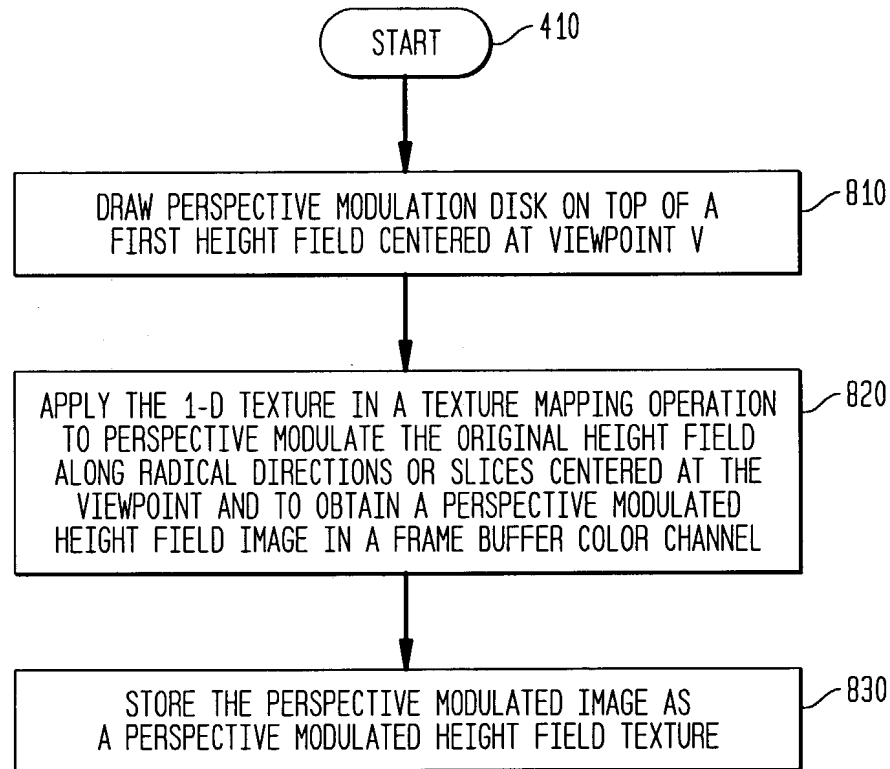 START
410
DRAW PERSPECTIVE MODULATION DISK ON TOP OF A
FIRST HEIGHT FIELD CENTERED AT VIEWPOINT V
810
APPLY THE 1-D TEXTURE IN A TEXTURE MAPPING OPERATION
TO PERSPECTIVE MODULATE THE ORIGINAL HEIGHT FIELD
ALONG RADICAL DIRECTIONS OR SLICES CENTERED AT THE
VIEWPOINT AND TO OBTAIN A PERSPECTIVE MODULATED
HEIGHT FIELD IMAGE IN A FRAME BUFFER COLOR CHANNEL
820
STORE THE PERSPECTIVE MODULATED IMAGE AS
A PERSPECTIVE MODULATED HEIGHT FIELD TEXTURE
830